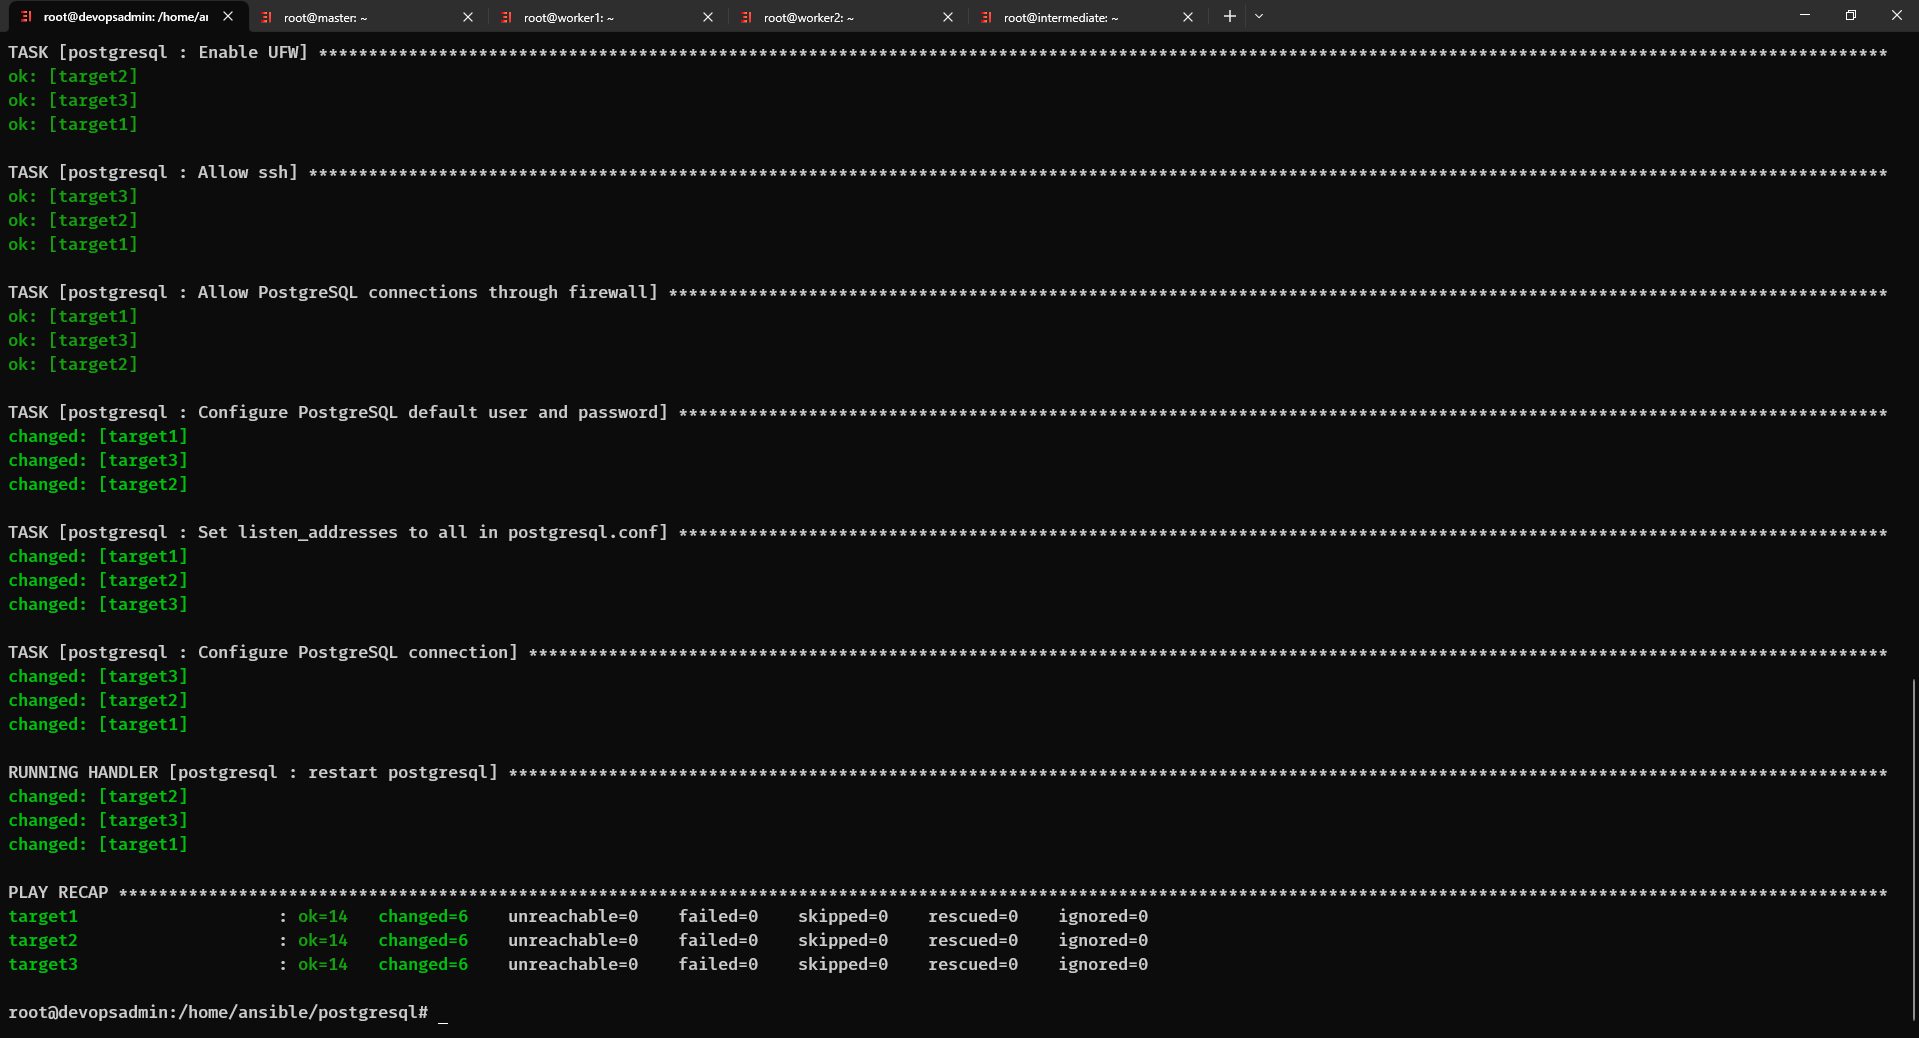 root@devopsadmin: /home/ar
root@master: ~
root@worker1: ~
root@worker2: ~
root@intermediate: ~
TASK [postgresql : Enable UFW] ****************************************************************************************************************************************************************
ok: [target2]
ok: [target3]
ok: [target1]
TASK [postgresql : Allow ssh] *****************************************************************************************************************************************************************
ok: [target3]
ok: [target2]
ok: [target1]
TASK [postgresql : Allow PostgreSQL connections through firewall] *****************************************************************************************************************************
ok: [target1]
ok: [target3]
ok: [target2]
TASK [postgresql : Configure PostgreSQL default user and password] ****************************************************************************************************************************
changed: [target1]
changed: [target3]
changed: [target2]
TASK [postgresql : Set listen_addresses to all in postgresql.conf] ****************************************************************************************************************************
changed: [target1]
changed: [target2]
changed: [target3]
TASK [postgresql : Configure PostgreSQL connection] *******************************************************************************************************************************************
changed: [target3]
changed: [target2]
changed: [target1]
RUNNING HANDLER [postgresql : restart postgresql] *********************************************************************************************************************************************
changed: [target2]
changed: [target3]
changed: [target1]
PLAY RECAP ************************************************************************************************************************************************************************************
target1                    : ok=14   changed=6    unreachable=0    failed=0    skipped=0    rescued=0    ignored=0
target2                    : ok=14   changed=6    unreachable=0    failed=0    skipped=0    rescued=0    ignored=0
target3                    : ok=14   changed=6    unreachable=0    failed=0    skipped=0    rescued=0    ignored=0
root@devopsadmin:/home/ansible/postgresql# _